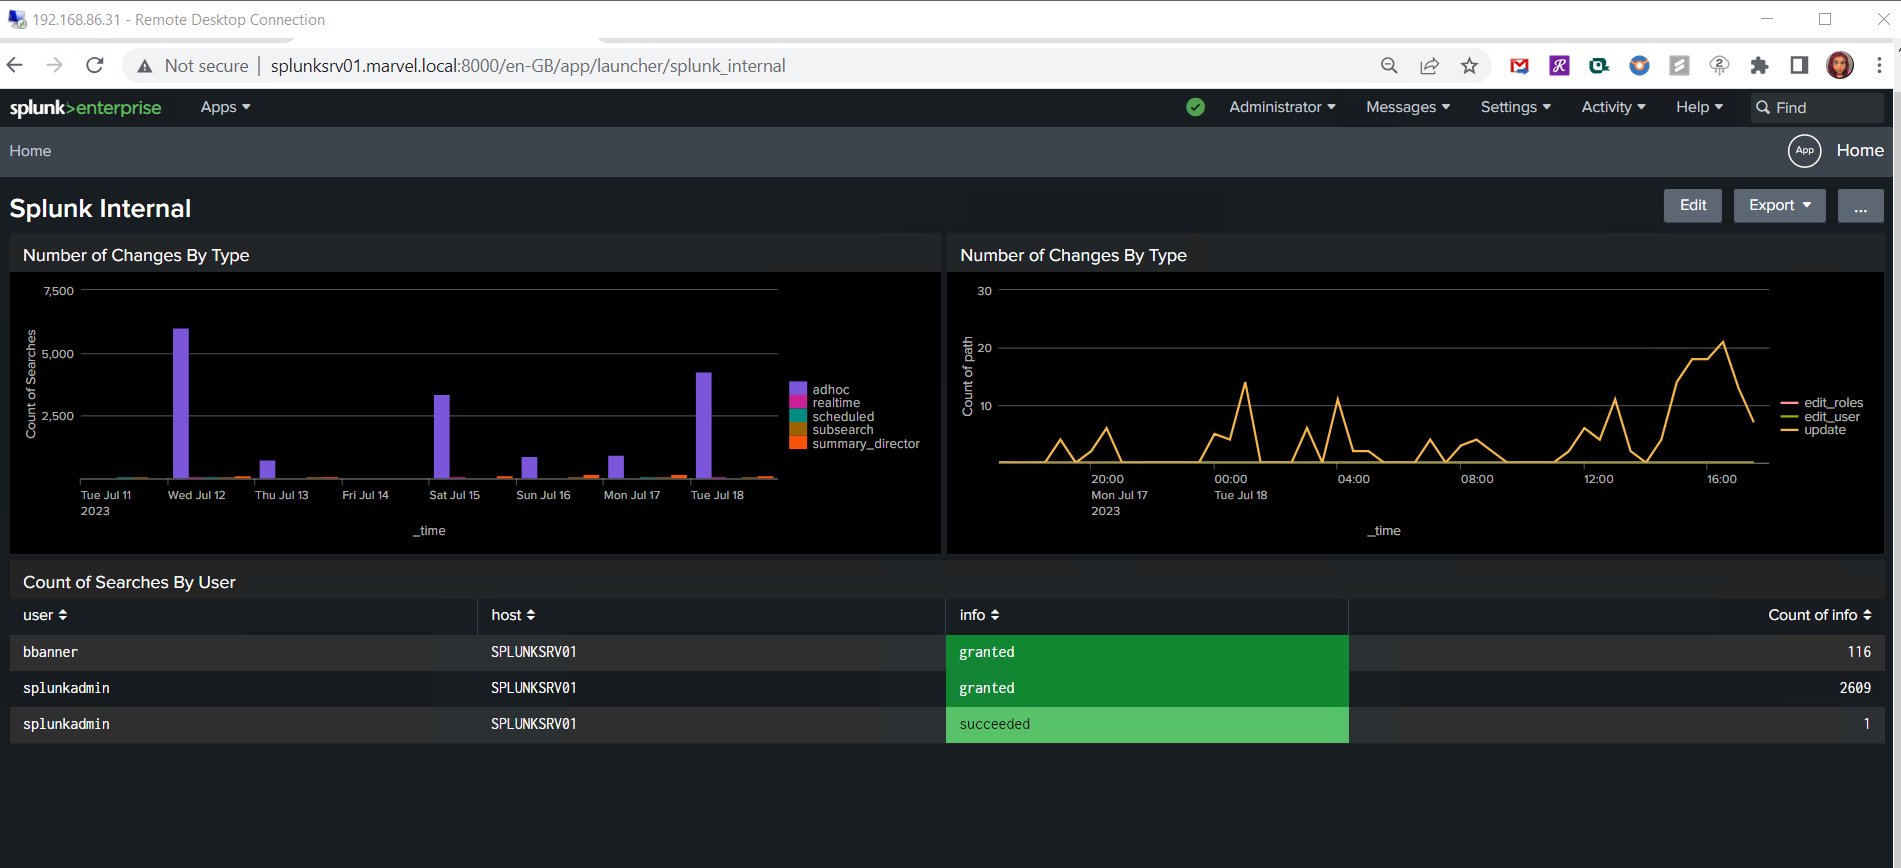 192.168.86.31 - Remote Desktop Connection
Not secure | splunksrv01.marvel.local:8000/en-GB/app/launcher/splunk_internal
splunk>enterprise Apps Administrator Messages Settings Activity Help Find
Home App Home
Splunk Internal Edit Export ...
Number of Changes By Type
7,500
5,000
2,500
Count of Searches
adhoc
realtime
scheduled
subsearch
summary_director
Tue Jul 11 Wed Jul 12 Thu Jul 13 Fri Jul 14 Sat Jul 15 Sun Jul 16 Mon Jul 17 Tue Jul 18
2023
_time
Number of Changes By Type
30
20
10
Count of path
edit_roles
edit_user
update
20:00 00:00 04:00 08:00 12:00 16:00
Mon Jul 17 Tue Jul 18
2023
_time
Count of Searches By User
user host info Count of info
bbanner SPLUNKSRV01 granted 116
splunkadmin SPLUNKSRV01 granted 2609
splunkadmin SPLUNKSRV01 succeeded 1